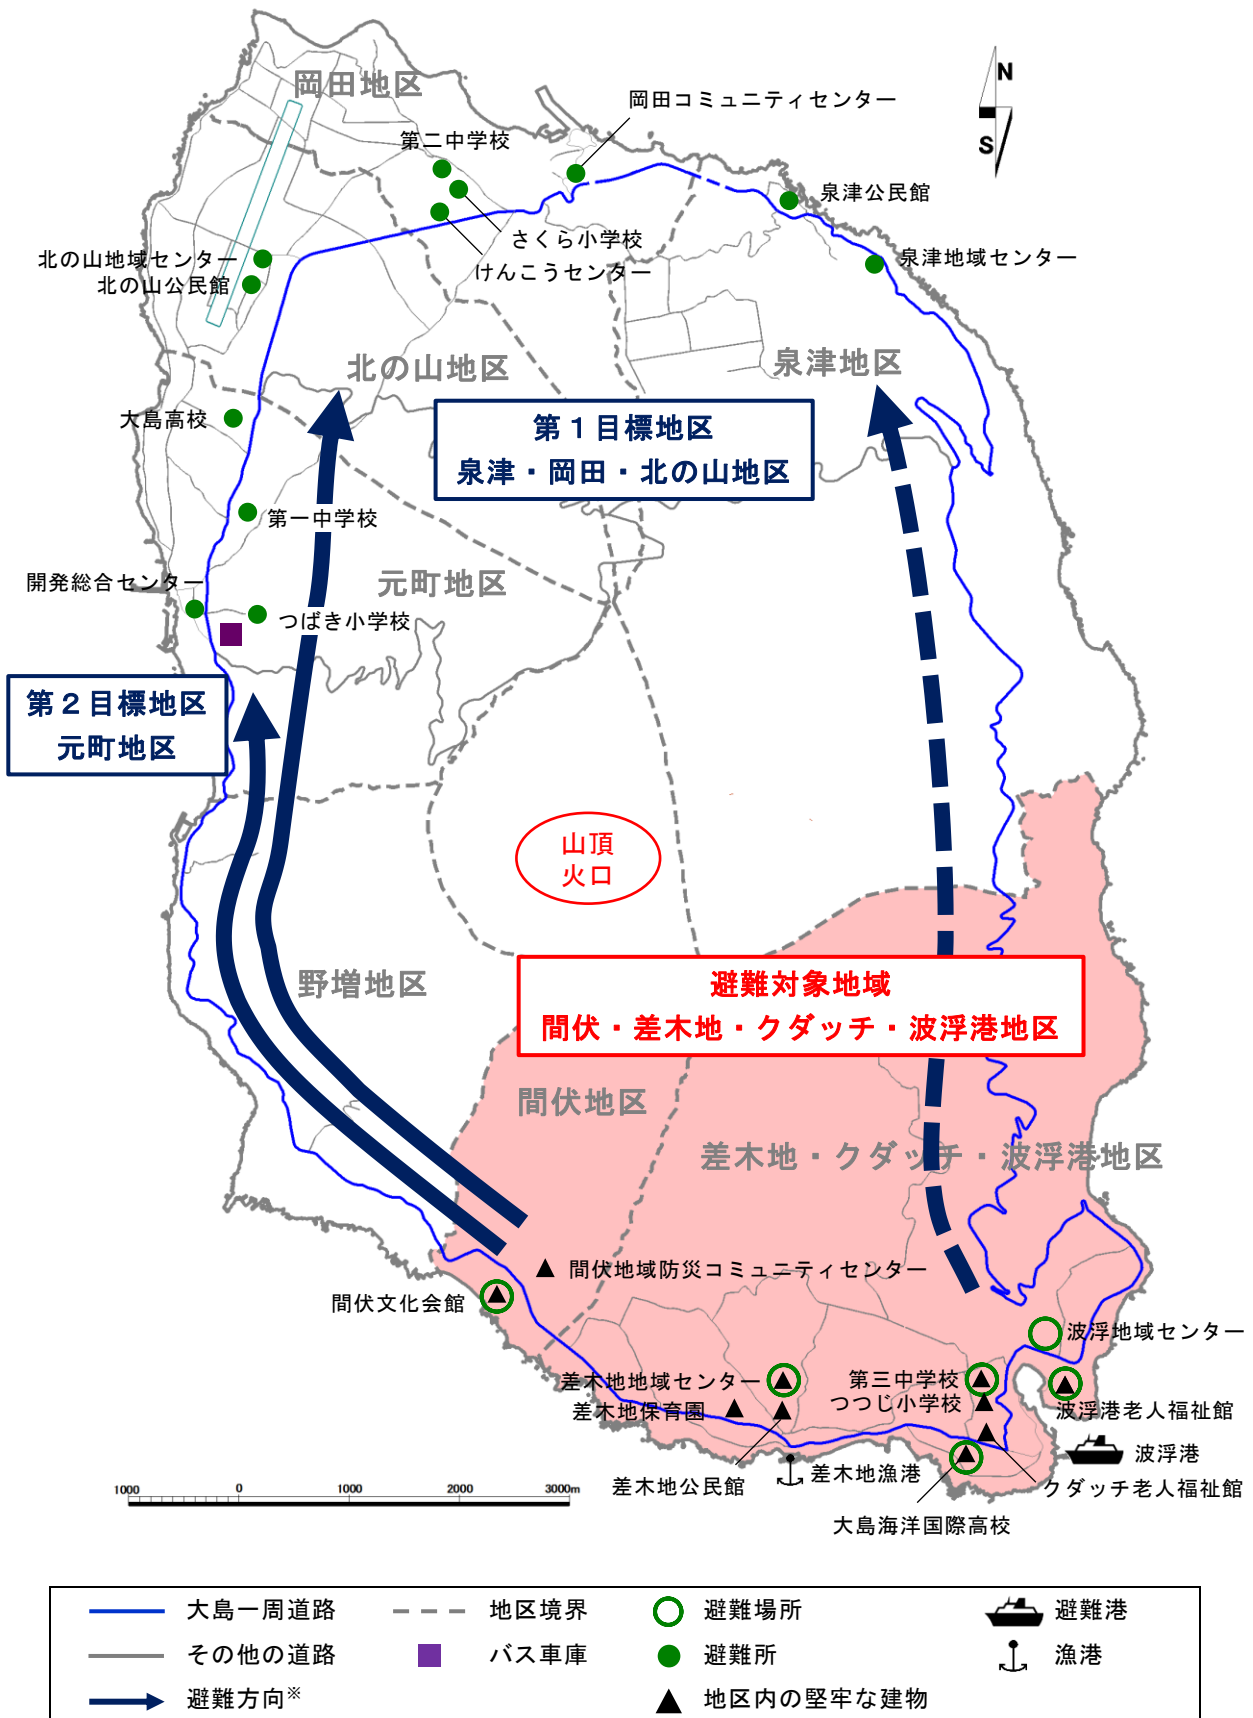 岡田地区
N
S
岡田コミュニティセンター
第二中学校
泉津公民館
さくら小学校
けんこうセンター
北の山地域センター
北の山公民館
泉津地域センター
北の山地区
泉津地区
大島高校
第１目標地区
泉津・岡田・北の山地区
第一中学校
元町地区
開発総合センター
つばき小学校
第２目標地区
元町地区
山頂
火口
野増地区
避難対象地域
間伏・差木地・クダッチ・波浮港地区
間伏地区
差木地・クダッチ・波浮港地区
間伏地域防災コミュニティセンター
間伏文化会館
波浮地域センター
差木地地域センター
第三中学校
差木地保育園
つつじ小学校
波浮港老人福祉館
波浮港
差木地公民館
差木地漁港
クダッチ老人福祉館
大島海洋国際高校
1000 0 1000 2000 3000m
大島一周道路 地区境界 避難場所 避難港
その他の道路 バス車庫 避難所 漁港
避難方向※ 地区内の堅牢な建物